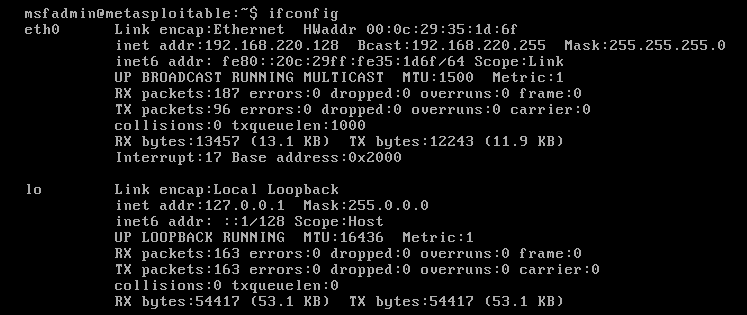 msfadmin@metasploitable:~$ ifconfig
eth0      Link encap:Ethernet  HWaddr 00:0c:29:35:1d:6f
          inet addr:192.168.220.128  Bcast:192.168.220.255  Mask:255.255.255.0
          inet6 addr: fe80::20c:29ff:fe35:1d6f/64 Scope:Link
          UP BROADCAST RUNNING MULTICAST  MTU:1500  Metric:1
          RX packets:187 errors:0 dropped:0 overruns:0 frame:0
          TX packets:96 errors:0 dropped:0 overruns:0 carrier:0
          collisions:0 txqueuelen:1000
          RX bytes:13457 (13.1 KB)  TX bytes:12243 (11.9 KB)
          Interrupt:17 Base address:0x2000
lo        Link encap:Local Loopback
          inet addr:127.0.0.1  Mask:255.0.0.0
          inet6 addr: ::1/128 Scope:Host
          UP LOOPBACK RUNNING  MTU:16436  Metric:1
          RX packets:163 errors:0 dropped:0 overruns:0 frame:0
          TX packets:163 errors:0 dropped:0 overruns:0 carrier:0
          collisions:0 txqueuelen:0
          RX bytes:54417 (53.1 KB)  TX bytes:54417 (53.1 KB)